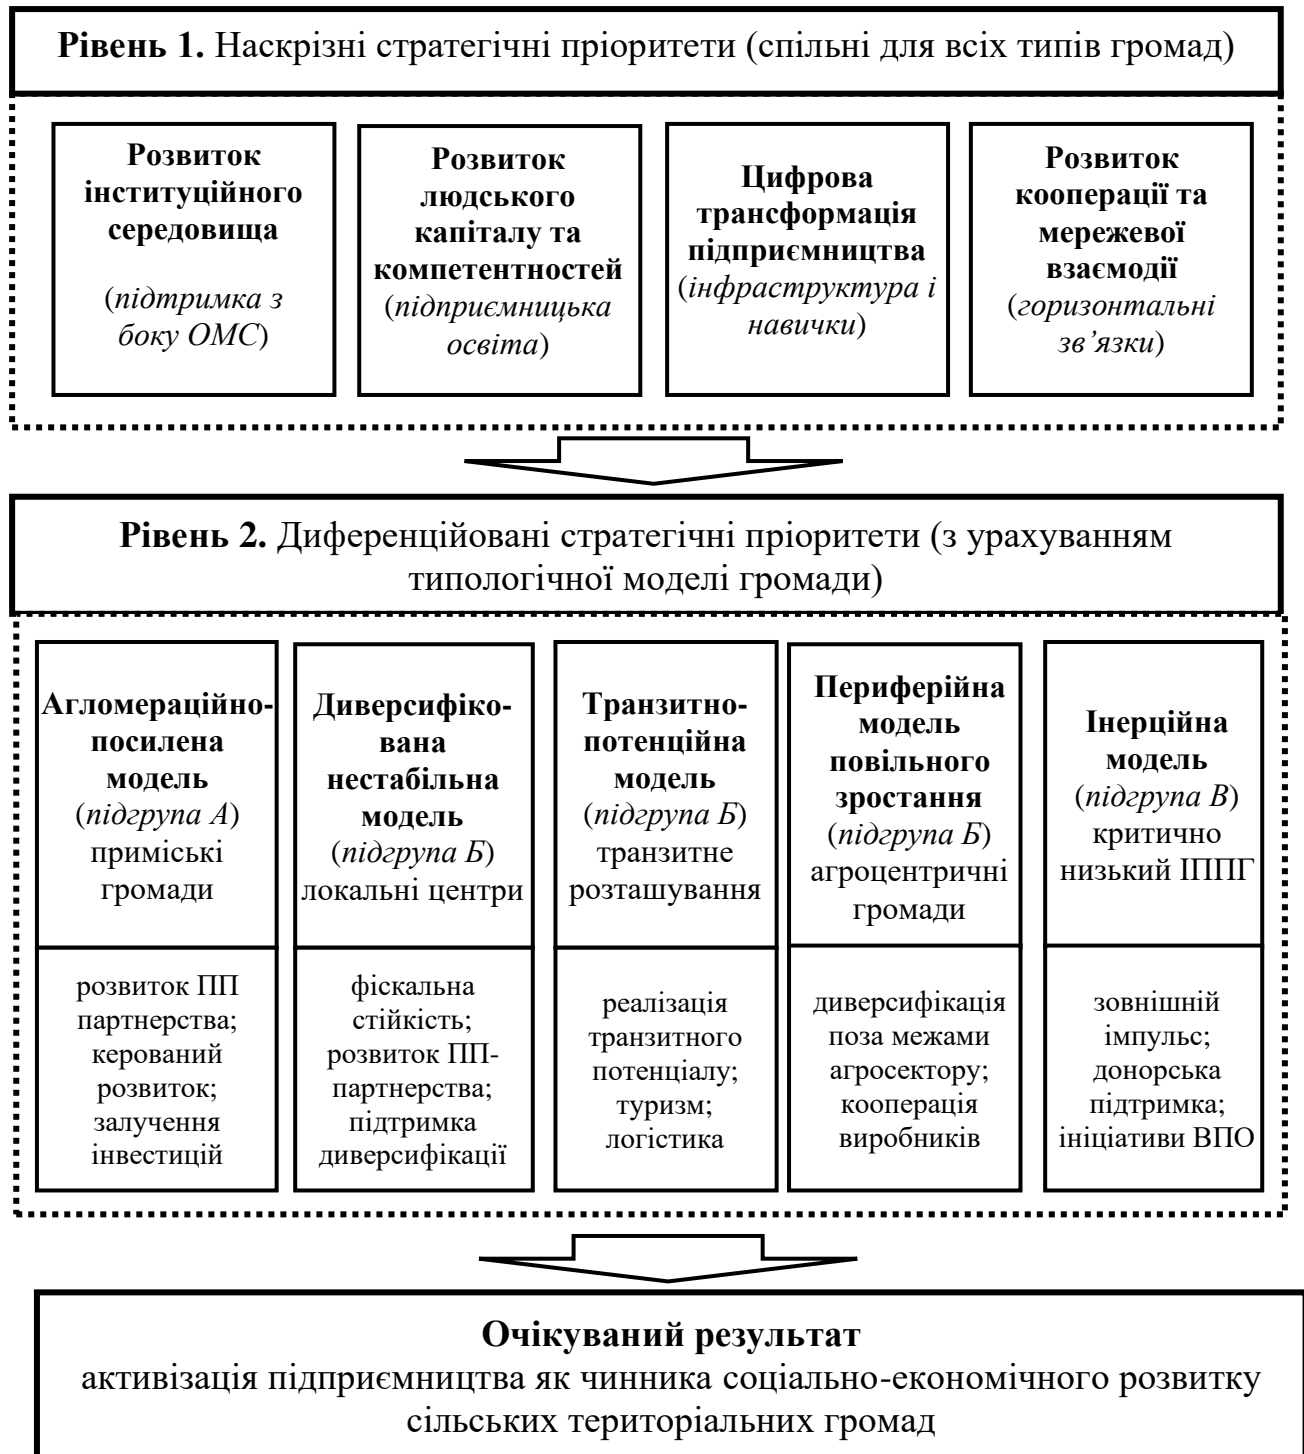 Рівень 1. Наскрізні стратегічні пріоритети (спільні для всіх типів громад)
Розвиток
інституційного
середовища
(підтримка з
боку ОМС)
Розвиток
людського
капіталу та
компетентностей
(підприємницька
освіта)
Цифрова
трансформація
підприємництва
(інфраструктура і
навички)
Розвиток
кооперації та
мережевої
взаємодії
(горизонтальні
зв’язки)
Рівень 2. Диференційовані стратегічні пріоритети (з урахуванням
типологічної моделі громади)
Агломераційно-
посилена
модель
(підгрупа А)
приміські
громади
Диверсифіко-
вана
нестабільна
модель
(підгрупа Б)
локальні центри
Транзитно-
потенційна
модель
(підгрупа Б)
транзитне
розташування
Периферійна
модель
повільного
зростання
(підгрупа Б)
агроцентричні
громади
Інерційна
модель
(підгрупа В)
критично
низький ІППГ
розвиток ПП
партнерства;
керований
розвиток;
залучення
інвестицій
фіскальна
стійкість;
розвиток ПП-
партнерства;
підтримка
диверсифікації
реалізація
транзитного
потенціалу;
туризм;
логістика
диверсифікація
поза межами
агросектору;
кооперація
виробників
зовнішній
імпульс;
донорська
підтримка;
ініціативи ВПО
Очікуваний результат
активізація підприємництва як чинника соціально-економічного розвитку
сільських територіальних громад